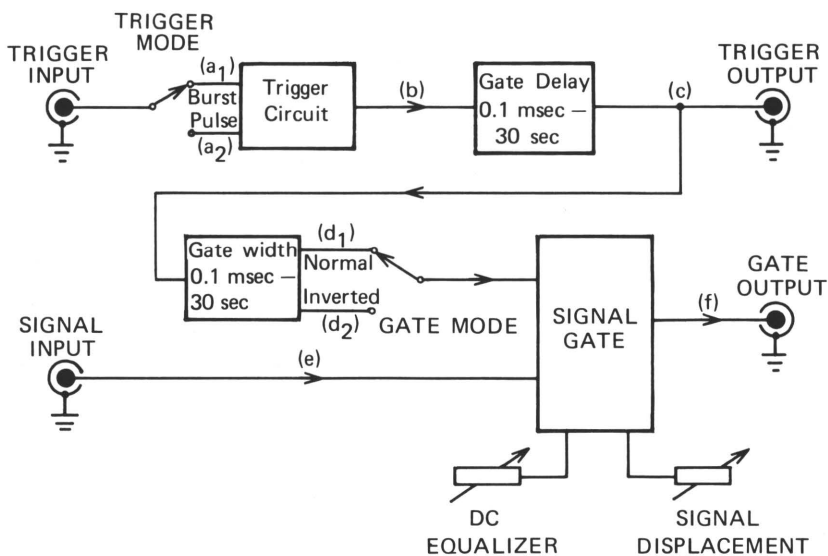 TRIGGER
MODE
TRIGGER
INPUT
(a1)
Burst
Pulse
(a2)
Trigger
Circuit
(b)
Gate Delay
0.1 msec –
30 sec
(c)
TRIGGER
OUTPUT
Gate width
0.1 msec –
30 sec
(d1)
Normal
Inverted
(d2)
GATE MODE
SIGNAL
GATE
(f)
GATE
OUTPUT
SIGNAL
INPUT
(e)
DC
EQUALIZER
SIGNAL
DISPLACEMENT